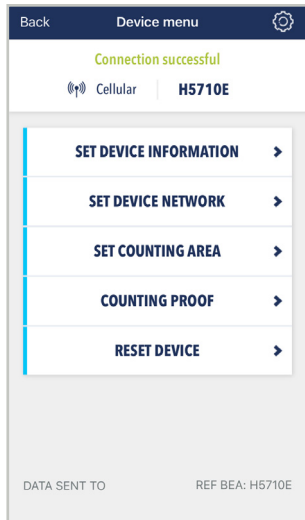 Back Device menu
Connection successful
Cellular H5710E
SET DEVICE INFORMATION
SET DEVICE NETWORK
SET COUNTING AREA
COUNTING PROOF
RESET DEVICE
DATA SENT TO REF BEA: H5710E